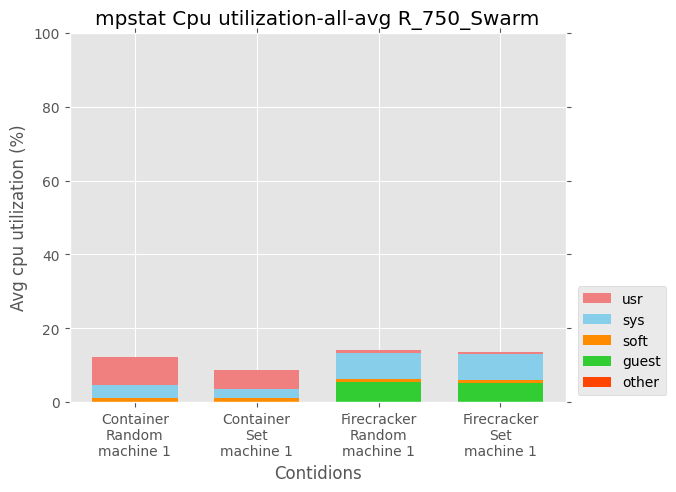 mpstat Cpu utilization-all-avg R_750_Swarm
Avg cpu utilization (%)
100
80
60
40
20
0
Container
Random
machine 1
Container
Set
machine 1
Firecracker
Random
machine 1
Firecracker
Set
machine 1
Contidions
usr
sys
soft
guest
other